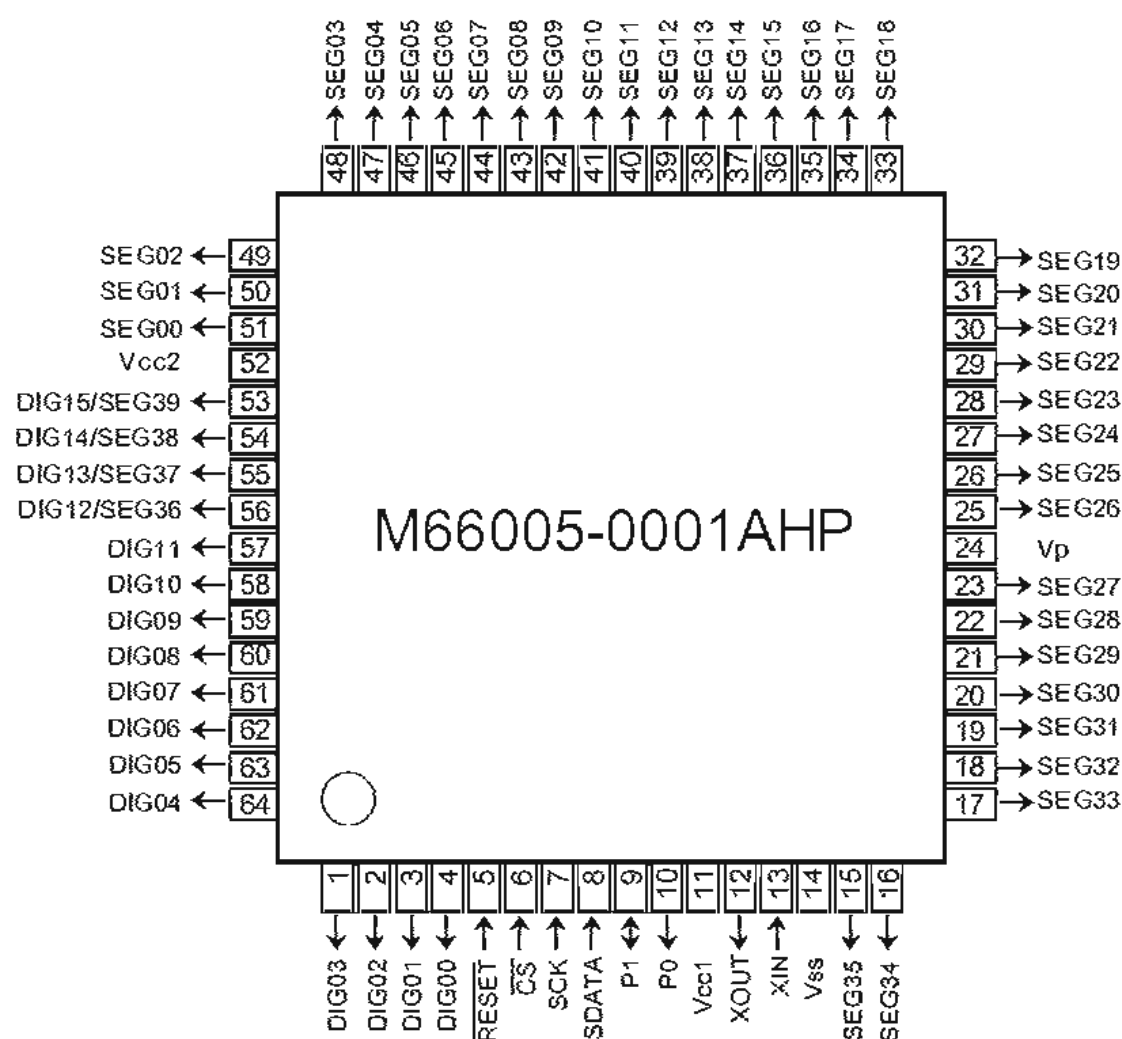 SEG03
SEG04
SEG05
SEG06
SEG07
SEG08
SEG09
SEG10
SEG11
SEG12
SEG13
SEG14
SEG15
SEG16
SEG17
SEG18
48
47
46
45
44
43
42
41
40
39
38
37
36
35
34
33
SEG02 49
SEG01 50
SEG00 51
Vcc2 52
DIG15/SEG39 53
DIG14/SEG38 54
DIG13/SEG37 55
DIG12/SEG36 56
DIG11 57
DIG10 58
DIG09 59
DIG08 60
DIG07 61
DIG06 62
DIG05 63
DIG04 64
M66005-0001AHP
32 SEG19
31 SEG20
30 SEG21
29 SEG22
28 SEG23
27 SEG24
26 SEG25
25 SEG26
24 Vp
23 SEG27
22 SEG28
21 SEG29
20 SEG30
19 SEG31
18 SEG32
17 SEG33
1
2
3
4
5
6
7
8
9
10
11
12
13
14
15
16
DIG03
DIG02
DIG01
DIG00
RESET
CS
SCK
SDATA
P1
P0
Vcc1
XOUT
XIN
Vss
SEG35
SEG34